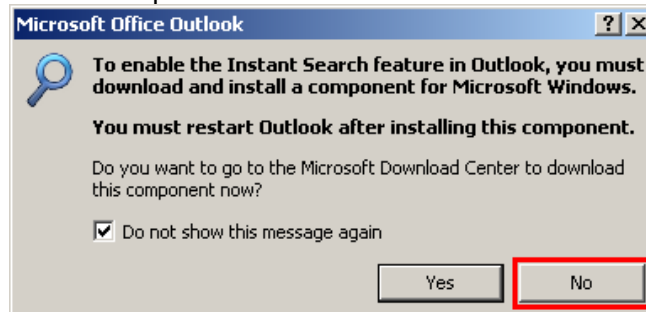 Microsoft Office Outlook
To enable the Instant Search feature in Outlook, you must
download and install a component for Microsoft Windows.
You must restart Outlook after installing this component.
Do you want to go to the Microsoft Download Center to download
this component now?
Do not show this message again
Yes No